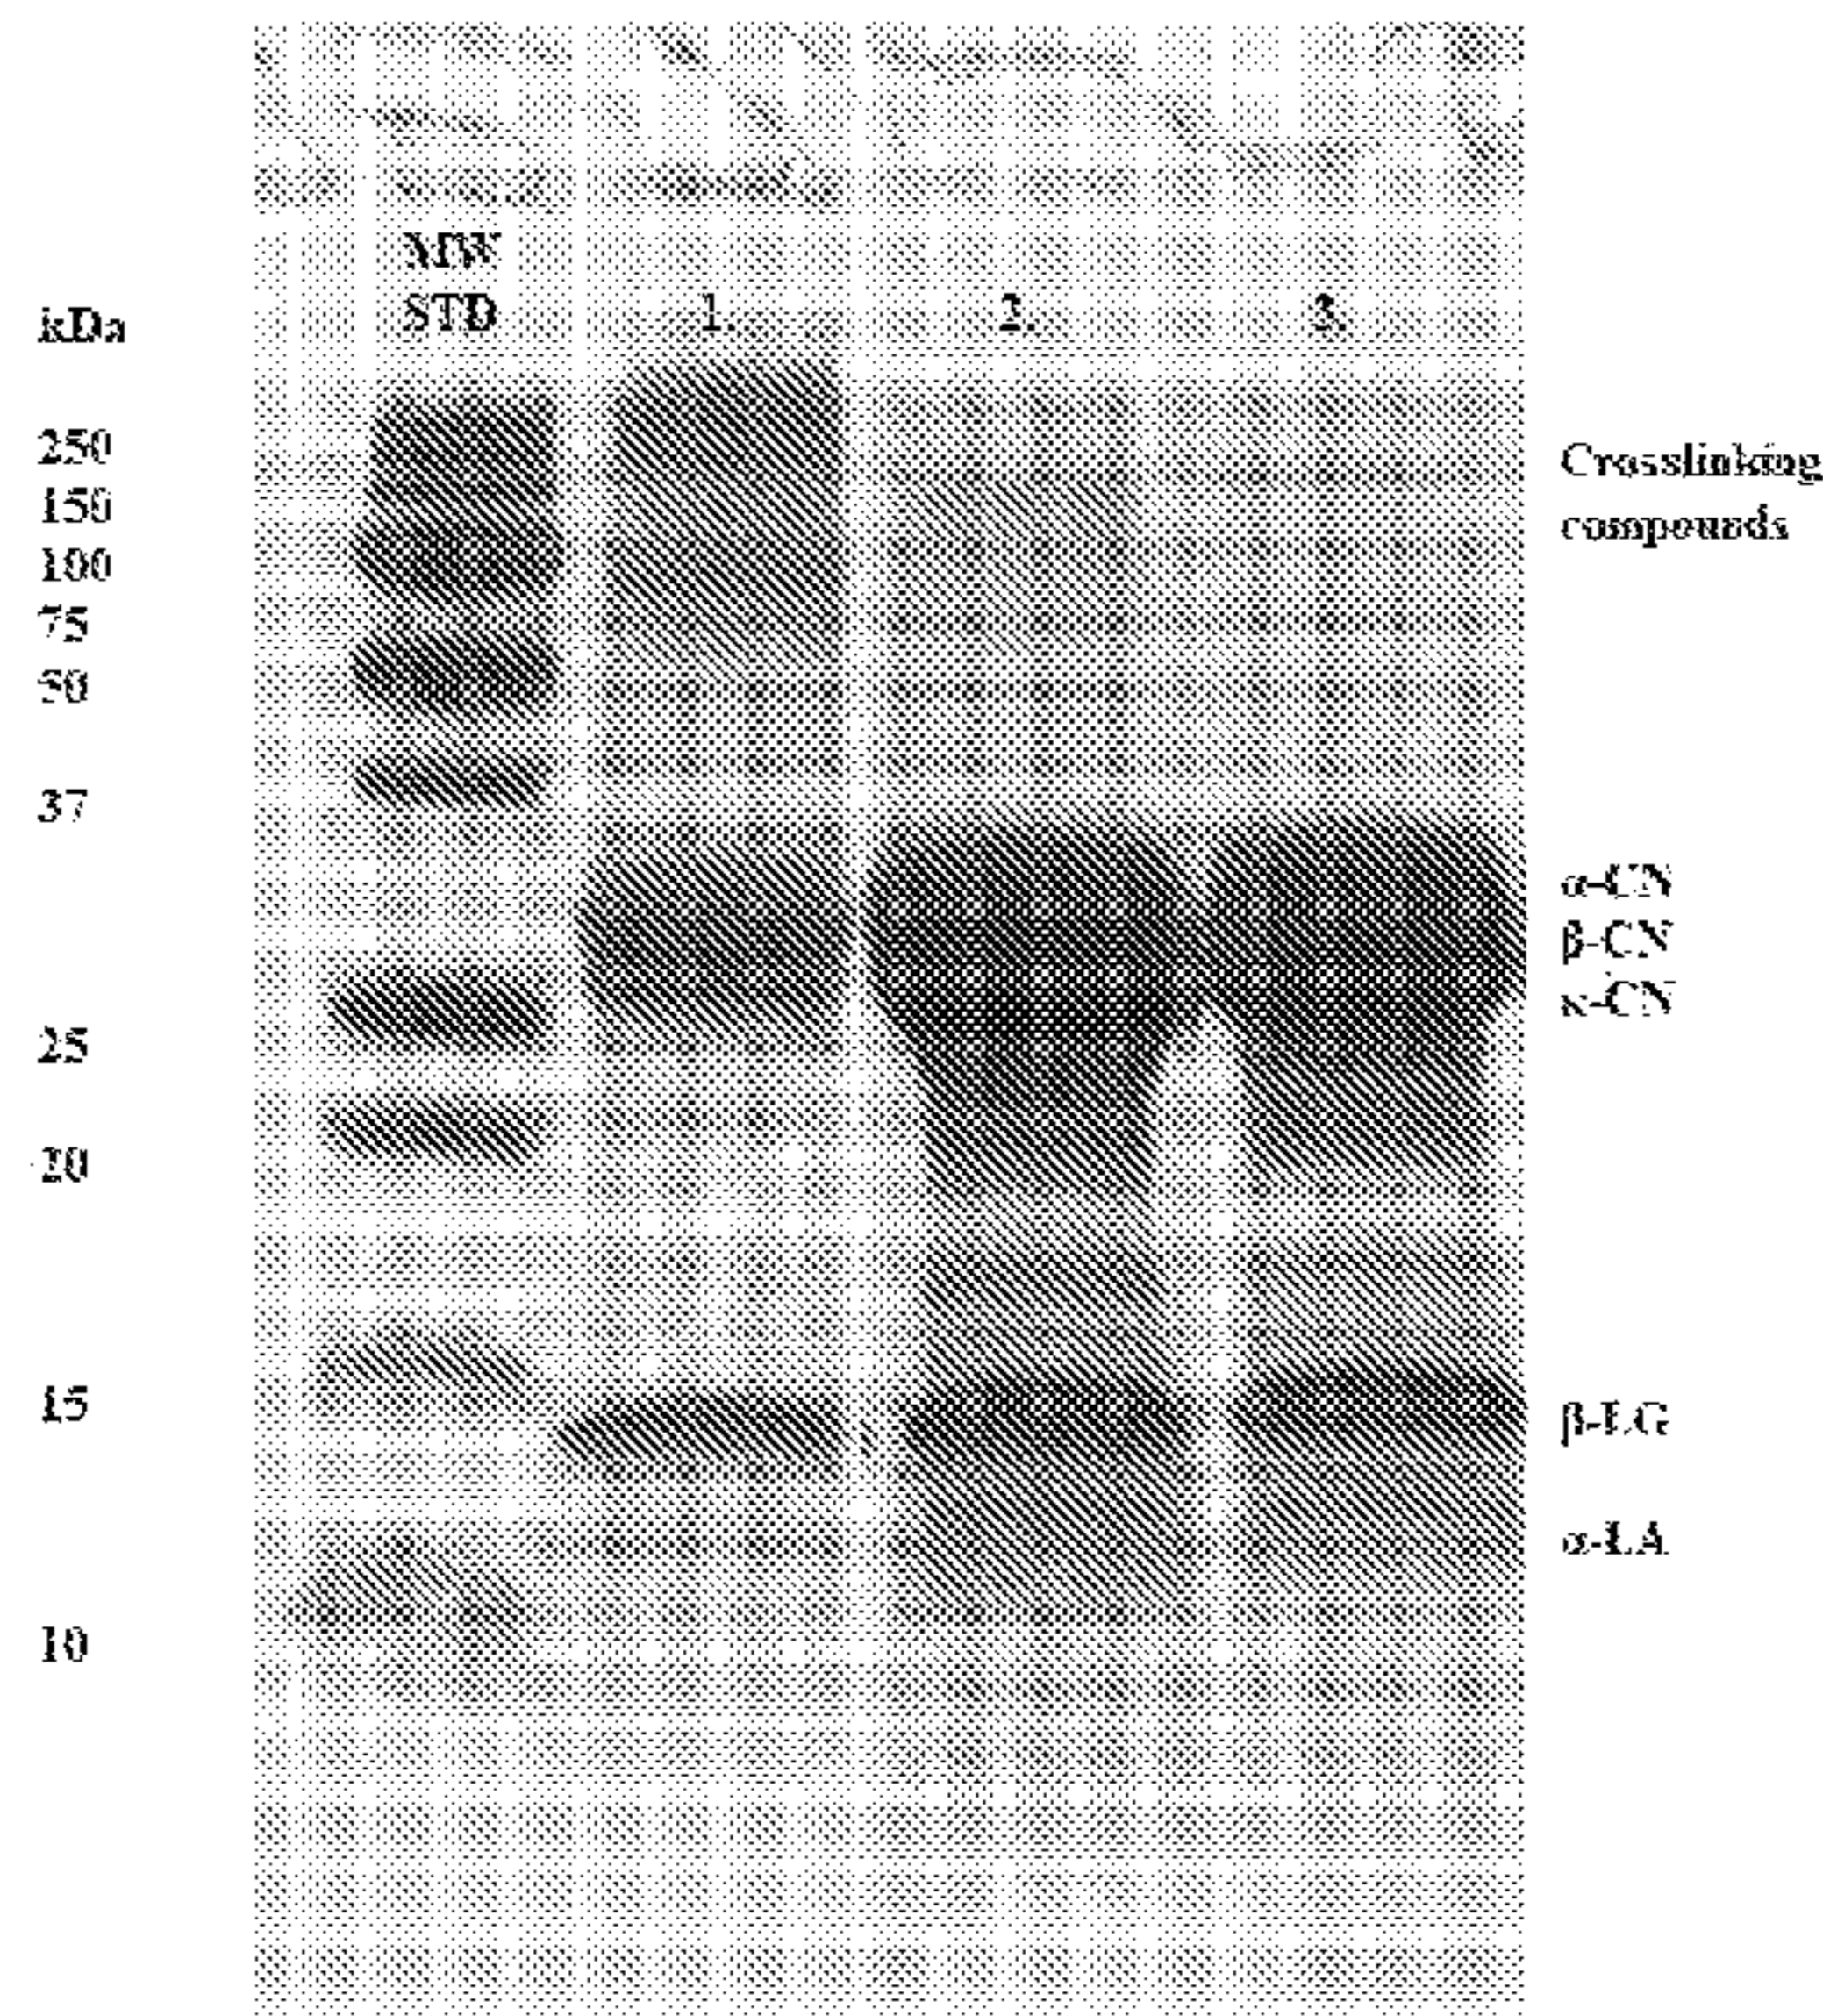 MW
STD
kDa
1.
2.
3.
250
150
100
75
50
37
25
20
15
10
Crosslinking
compounds
α-CN
β-CN
κ-CN
β-LG
α-LA